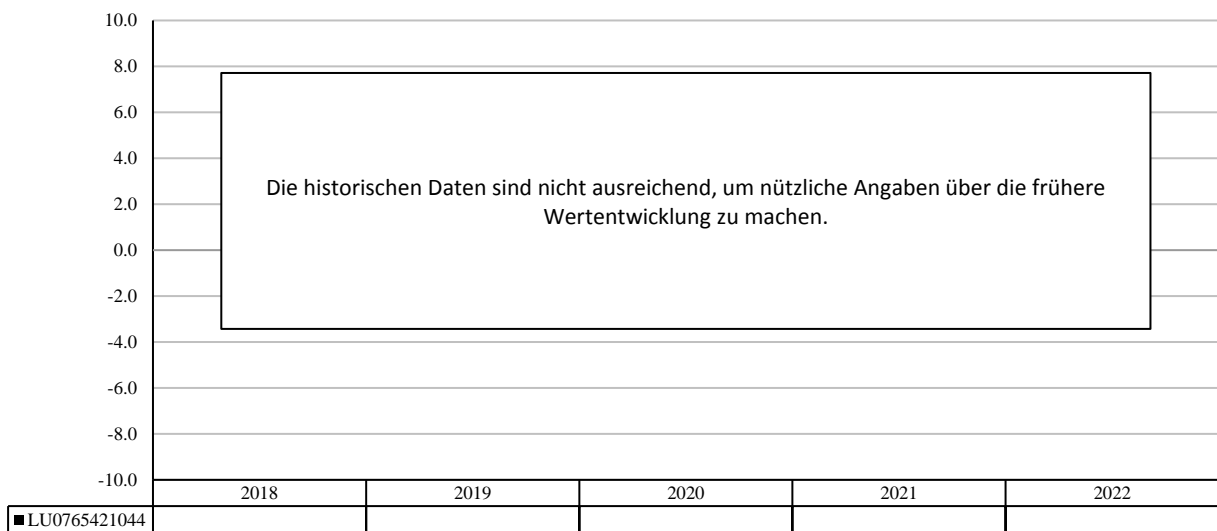 10.0
8.0
6.0
4.0
2.0
0.0
-2.0
-4.0
-6.0
-8.0
-10.0
Die historischen Daten sind nicht ausreichend, um nützliche Angaben über die frühere
Wertentwicklung zu machen.
2018 2019 2020 2021 2022
LU0765421044